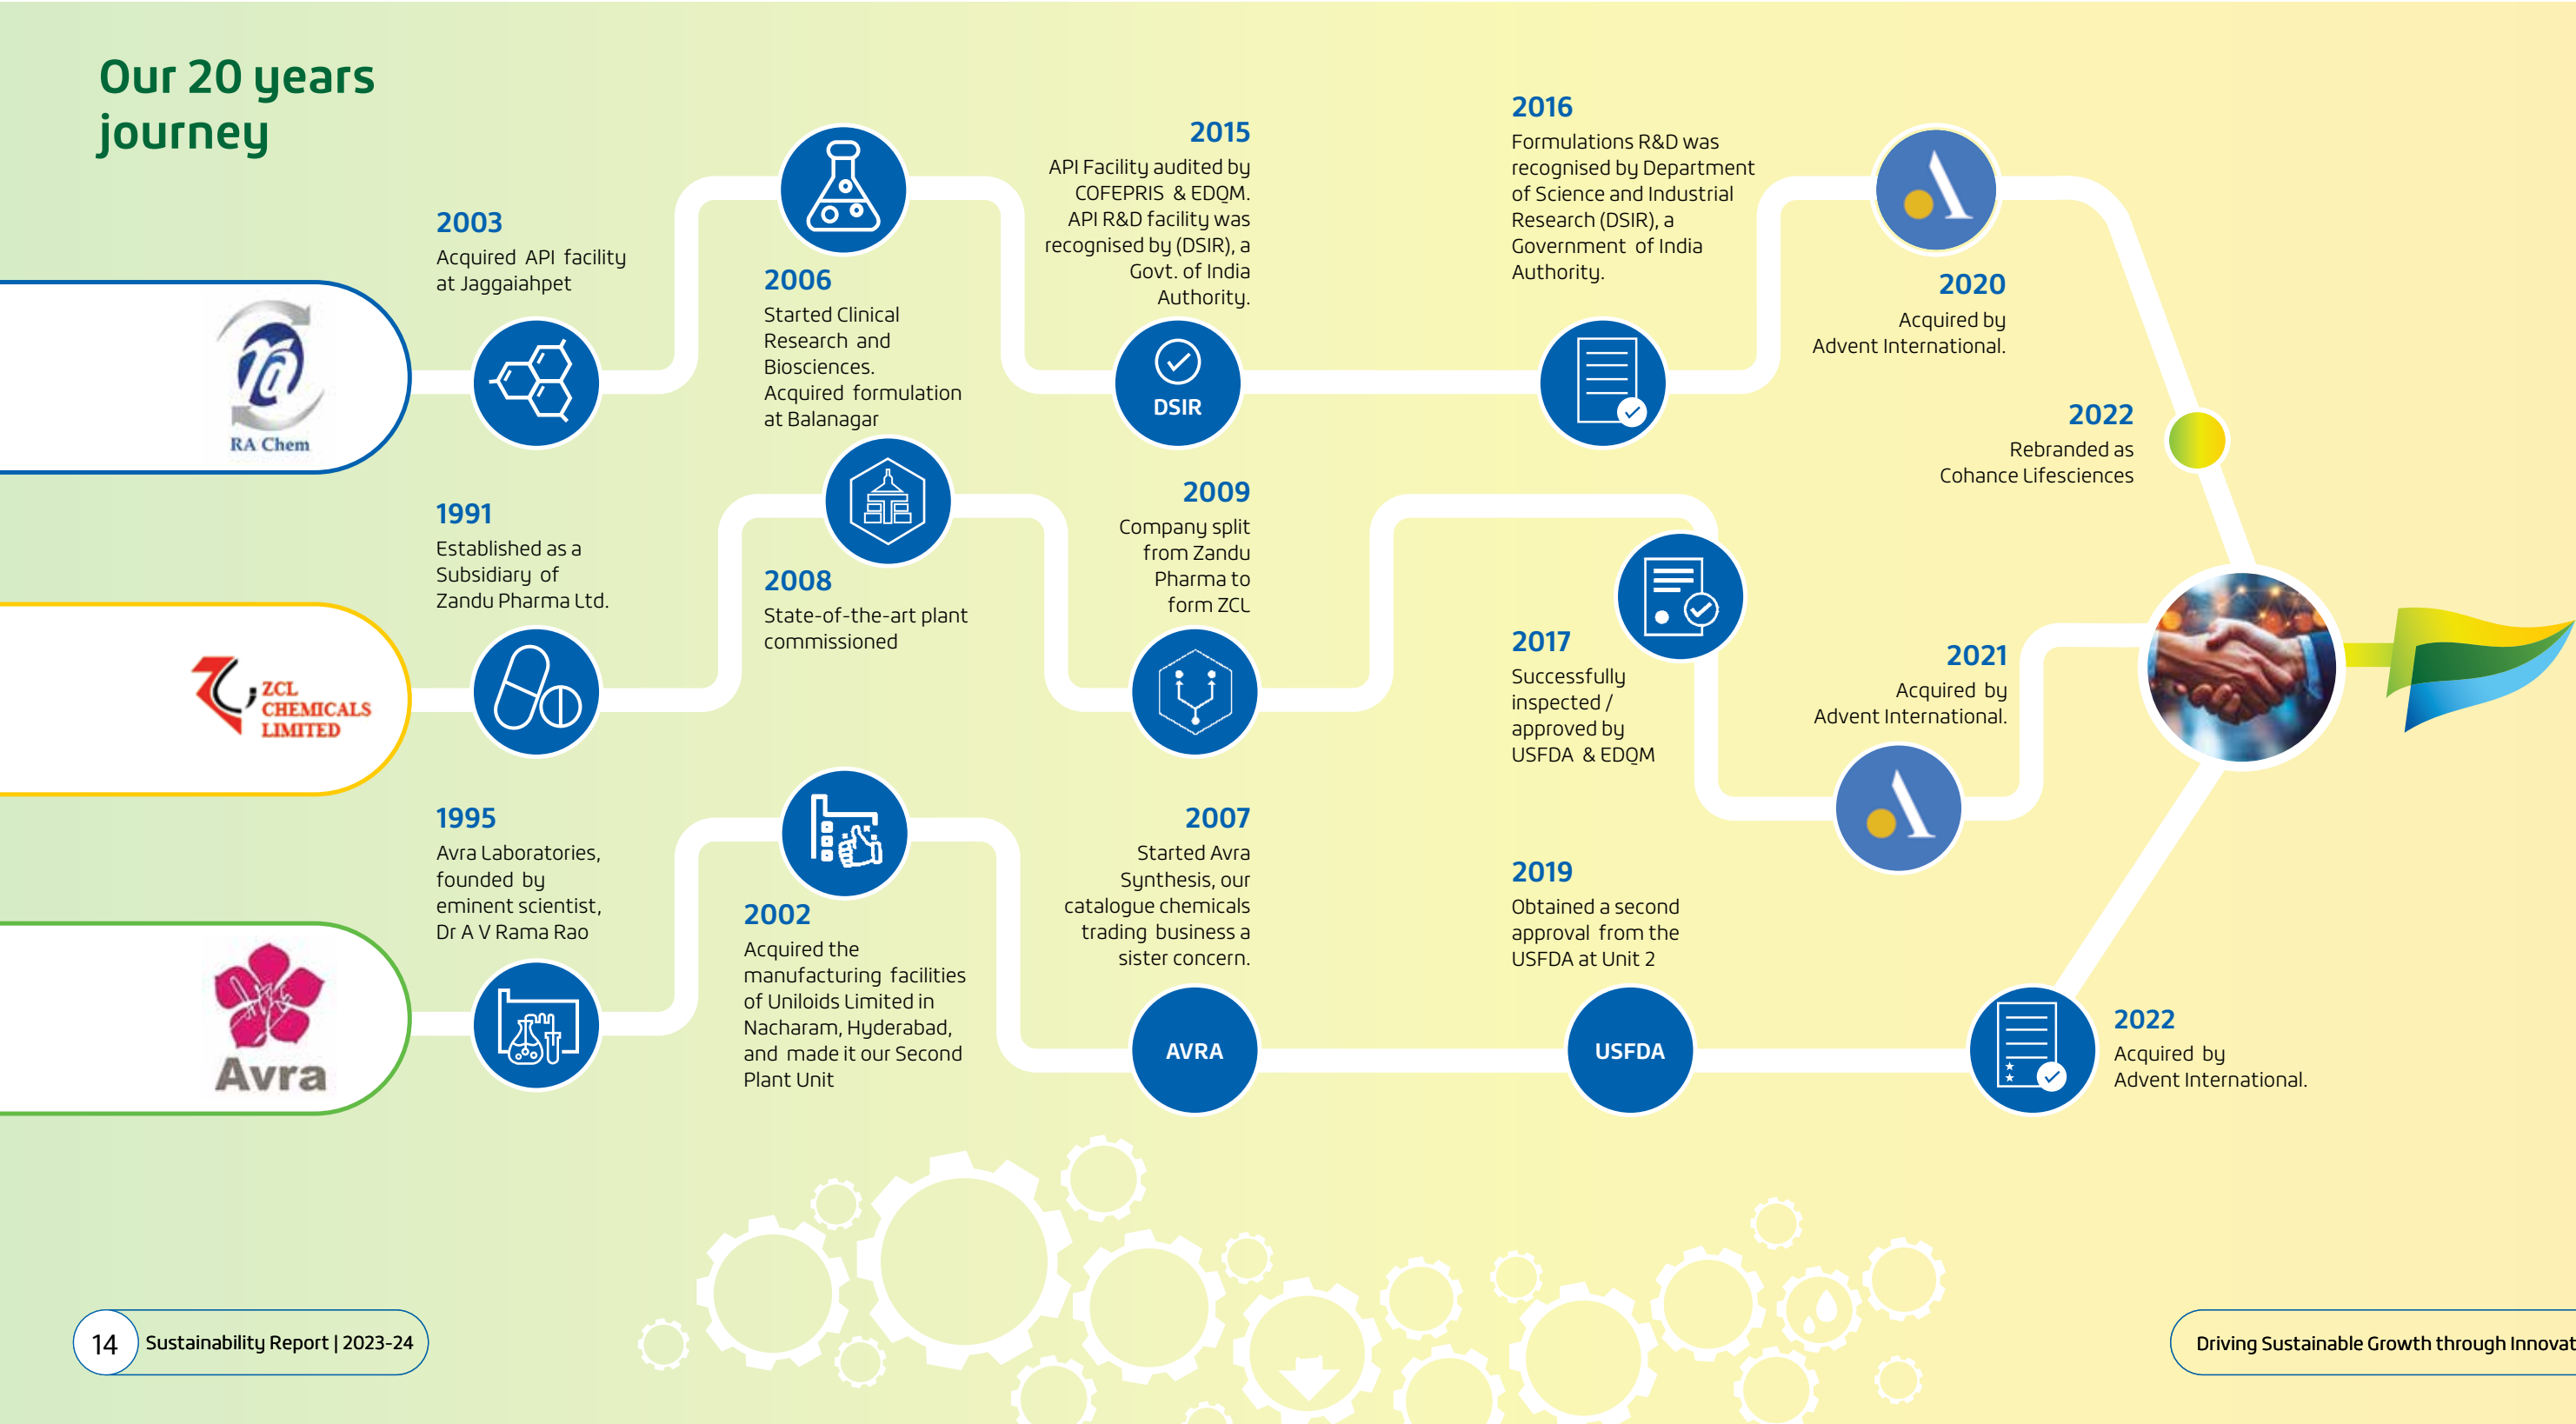 Our 20 years
journey
RA Chem
2003
Acquired API facility
at Jaggaiahpet
2006
Started Clinical
Research and
Biosciences.
Acquired formulation
at Balanagar
2015
API Facility audited by
COFEPRIS & EDQM.
API R&D facility was
recognised by (DSIR), a
Govt. of India
Authority.
DSIR
2016
Formulations R&D was
recognised by Department
of Science and Industrial
Research (DSIR), a
Government of India
Authority.
2020
Acquired by
Advent International.
2022
Rebranded as
Cohance Lifesciences
ZCL
CHEMICALS
LIMITED
1991
Established as a
Subsidiary of
Zandu Pharma Ltd.
2008
State-of-the-art plant
commissioned
2009
Company split
from Zandu
Pharma to
form ZCL
2017
Successfully
inspected /
approved by
USFDA & EDQM
2021
Acquired by
Advent International.
Avra
1995
Avra Laboratories,
founded by
eminent scientist,
Dr A V Rama Rao
2002
Acquired the
manufacturing facilities
of Uniloids Limited in
Nacharam, Hyderabad,
and made it our Second
Plant Unit
2007
Started Avra
Synthesis, our
catalogue chemicals
trading business a
sister concern.
AVRA
2019
Obtained a second
approval from the
USFDA at Unit 2
USFDA
2022
Acquired by
Advent International.
14
Sustainability Report | 2023-24
Driving Sustainable Growth through Innovat